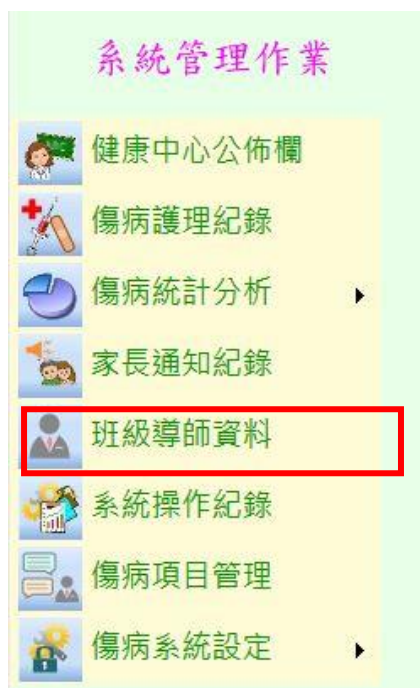 系統管理作業
健康中心公佈欄
傷病護理紀錄
傷病統計分析
家長通知紀錄
班級導師資料
系統操作紀錄
傷病項目管理
傷病系統設定